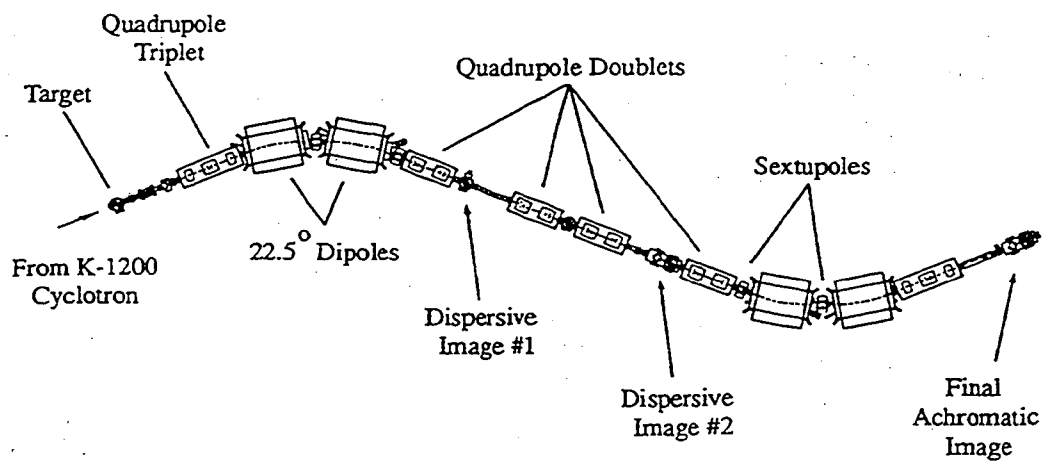 Quadrupole
Triplet
Target
Quadrupole Doublets
Sextupoles
22.5° Dipoles
From K-1200
Cyclotron
Dispersive
Image #1
Dispersive
Image #2
Final
Achromatic
Image